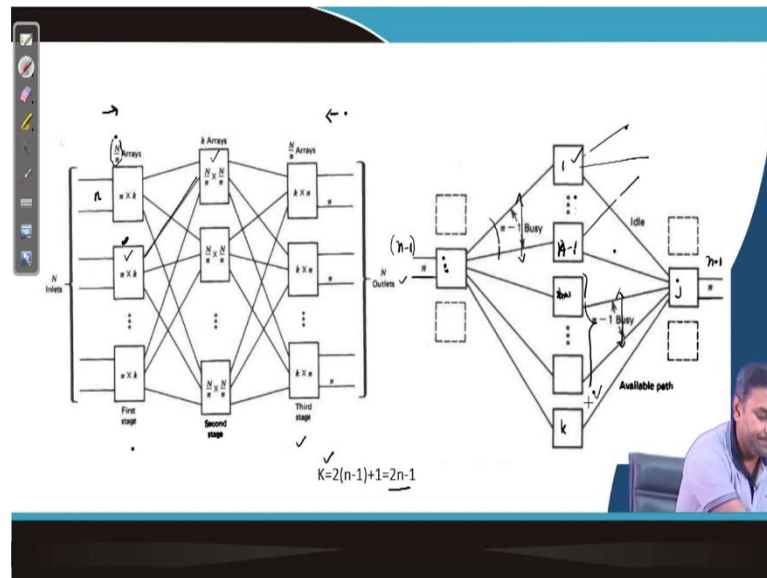 N/n Arrays
k Arrays
N/n Arrays
n
n × k
N/n × N/n
k × n
n
n × k
N/n × N/n
k × n
n
N
Inlets
N
Outlets
n × k
N/n × N/n
k × n
n
First
stage
Second
stage
Third
stage
1
n − 1 Busy
Idle
(n-1)
n
n-1
n
j
n − 1 Busy
Available path
k
K=2(n-1)+1=2n-1